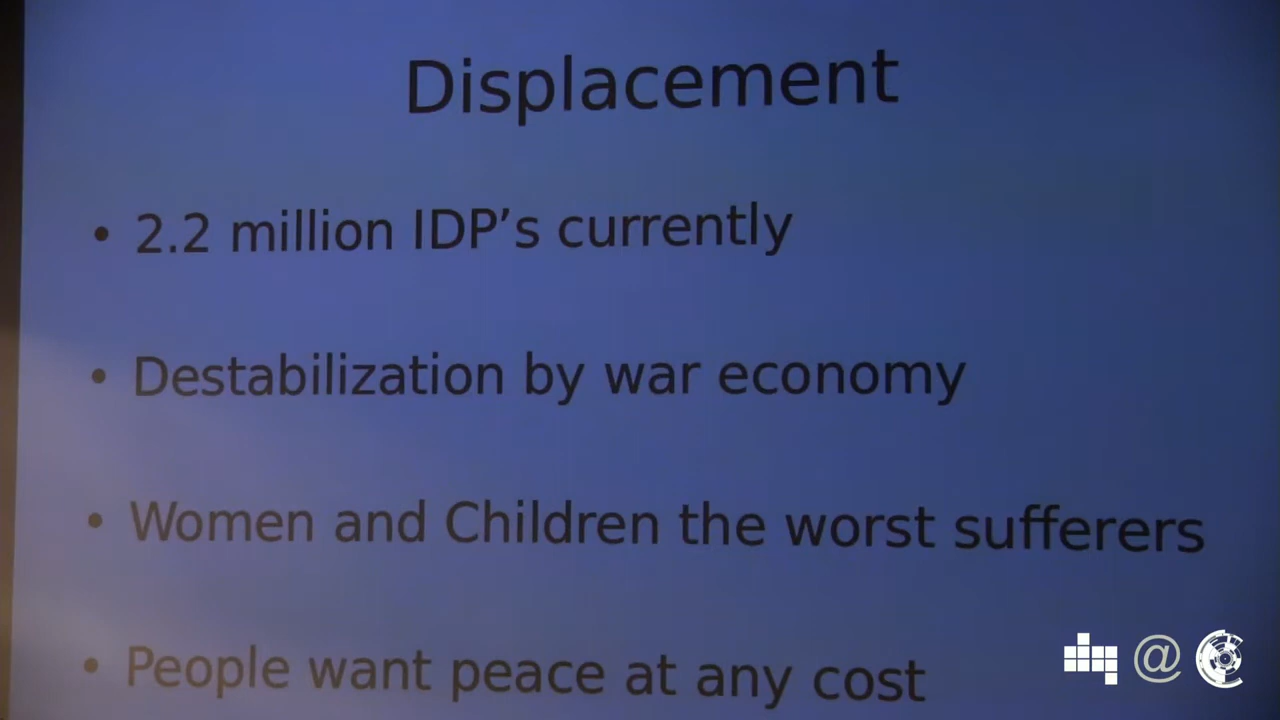 Displacement
• 2.2 million IDP’s currently
• Destabilization by war economy
• Women and Children the worst sufferers
• People want peace at any cost
@